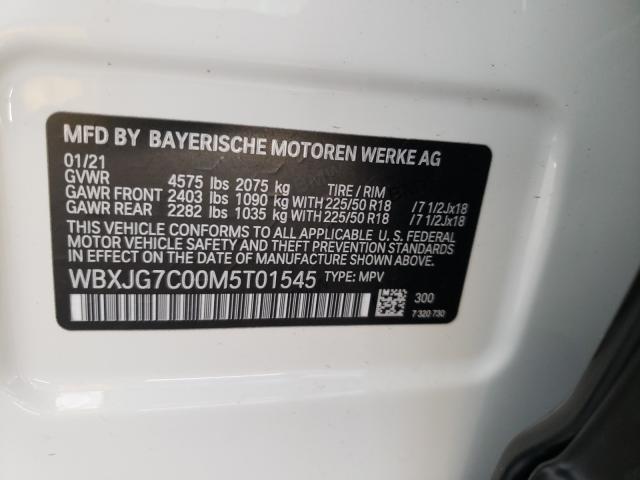 MFD BY BAYERISCHE MOTOREN WERKE AG
01/21
GVWR 4575 lbs 2075 kg TIRE / RIM
GAWR FRONT 2403 lbs 1090 kg WITH 225/50 R18 /7 1/2Jx18
GAWR REAR 2282 lbs 1035 kg WITH 225/50 R18 /7 1/2Jx18
THIS VEHICLE CONFORMS TO ALL APPLICABLE U. S. FEDERAL
MOTOR VEHICLE SAFETY AND THEFT PREVENTION STANDARDS
IN EFFECT ON THE DATE OF MANUFACTURE SHOWN ABOVE.
WBXJG7C00M5T01545 TYPE: MPV
300
7 320 730